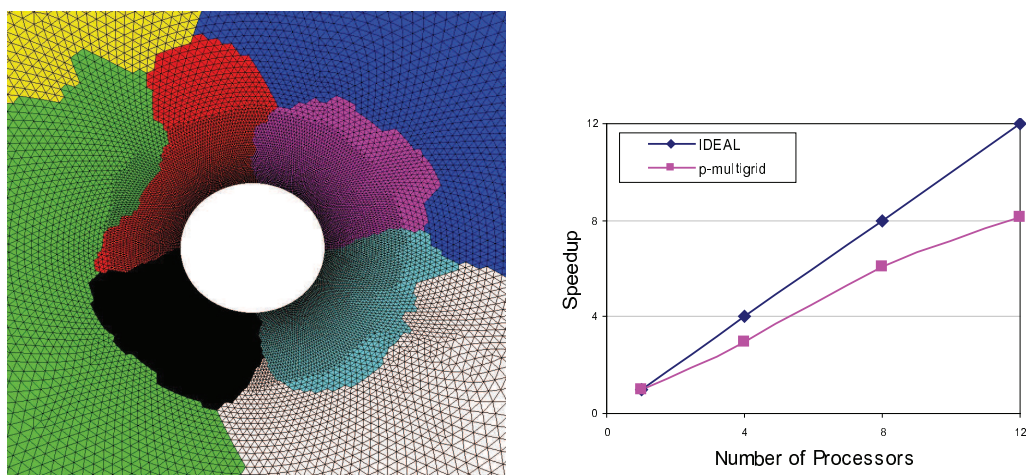 IDEAL
p-multigrid
12
8
4
0
Speedup
0 4 8 12
Number of Processors